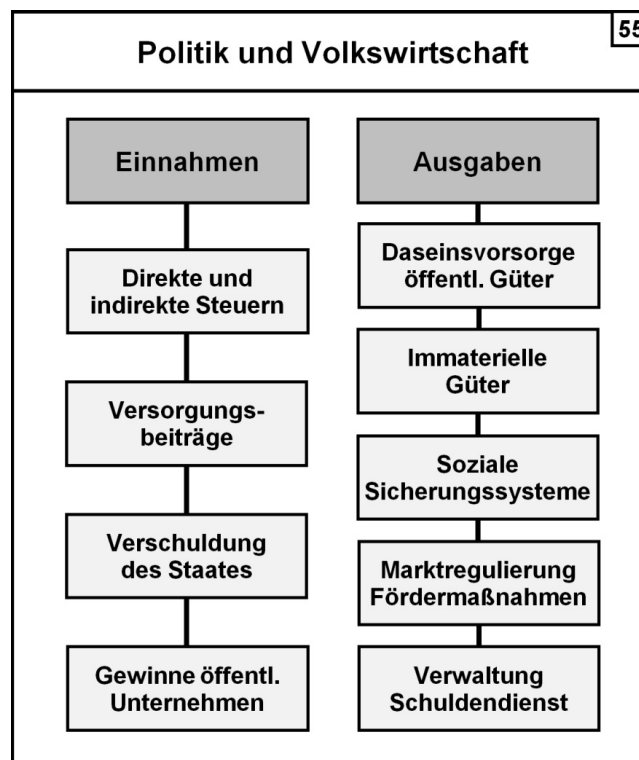 55
Politik und Volkswirtschaft
Einnahmen
Direkte und
indirekte Steuern
Versorgungs-
beiträge
Verschuldung
des Staates
Gewinne öffentl.
Unternehmen
Ausgaben
Daseinsvorsorge
öffentl. Güter
Immaterielle
Güter
Soziale
Sicherungssysteme
Marktregulierung
Fördermaßnahmen
Verwaltung
Schuldendienst